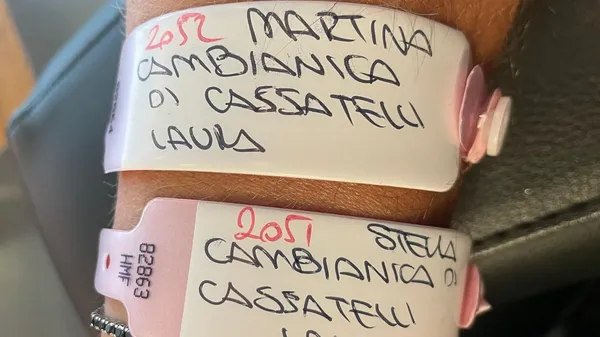 2052 MARTINA
CAMBIANICA
DI CASSATELLI
LAURA
2051 STELLA
CAMBIANICA DI
CASSATELLI
82863
HMF